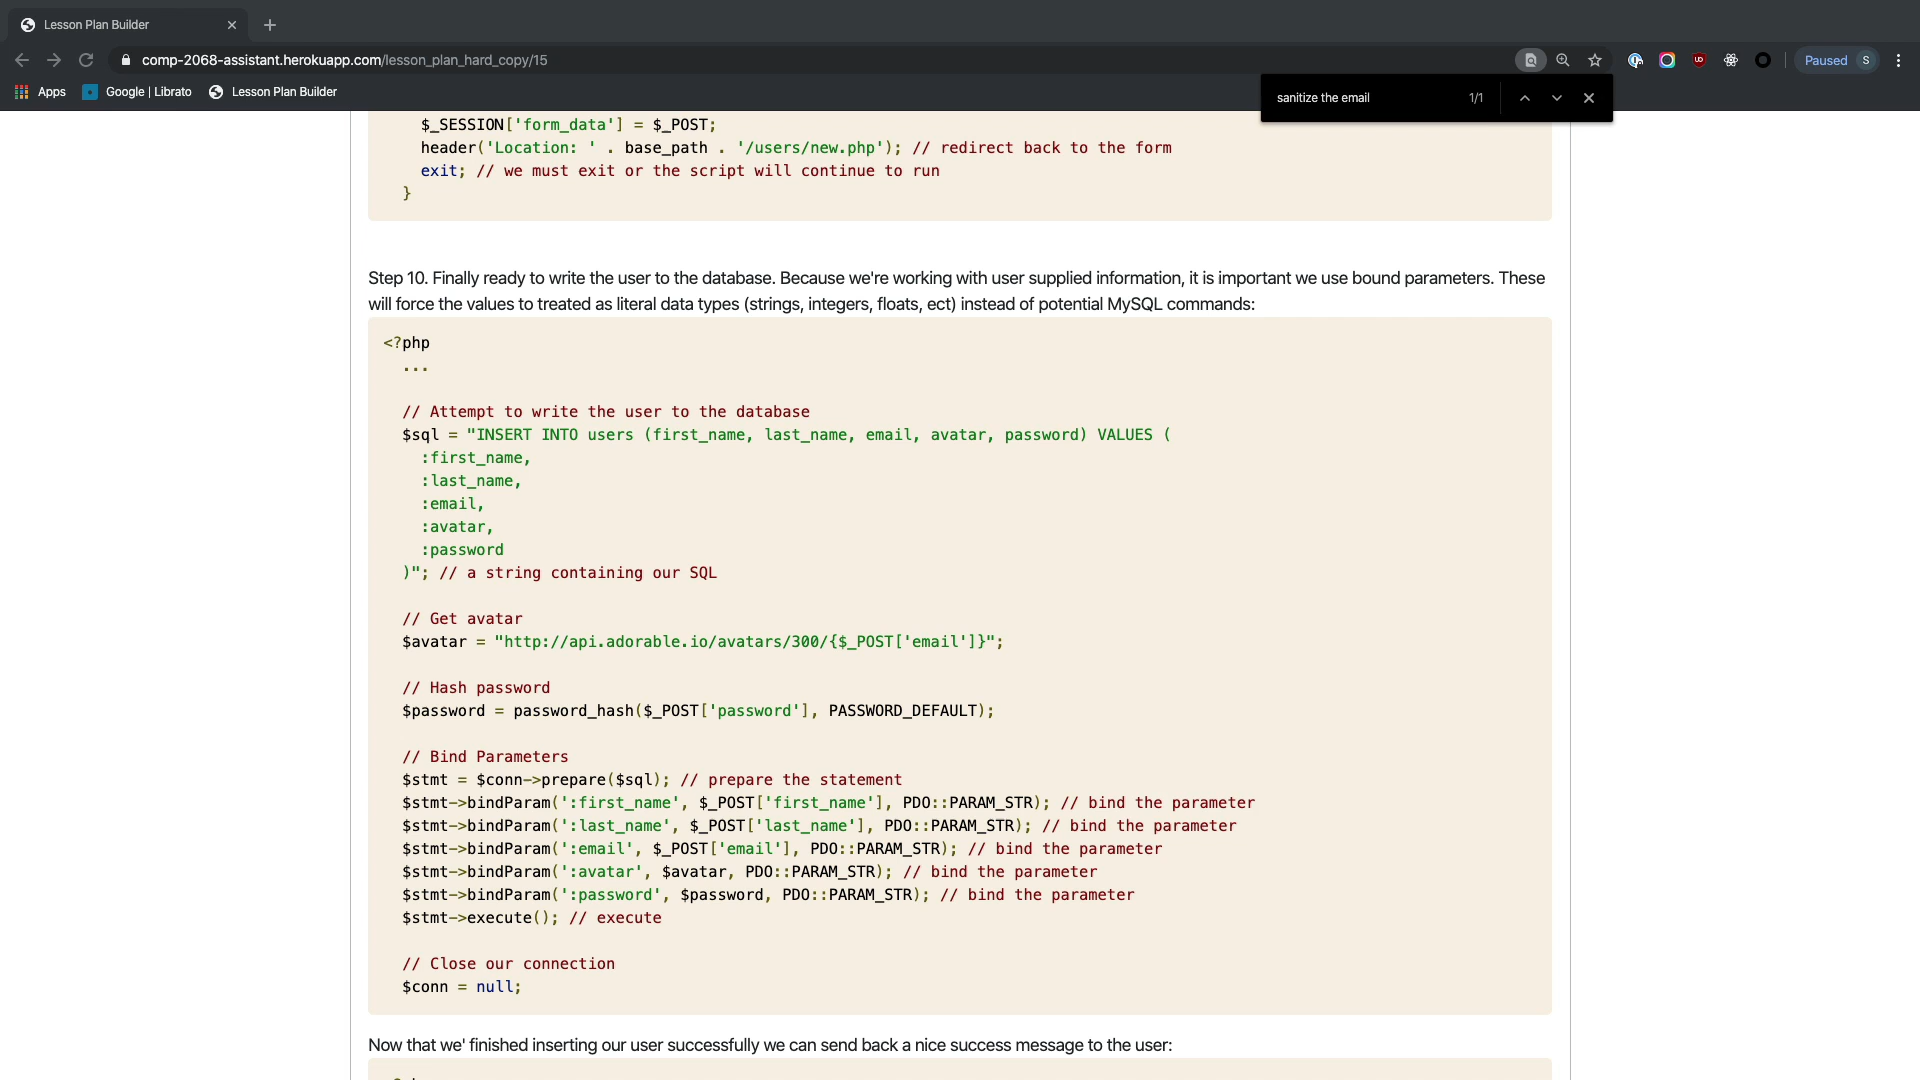 Lesson Plan Builder
comp-2068-assistant.herokuapp.com/lesson_plan_hard_copy/15
Paused S
Apps Google | Librato Lesson Plan Builder
sanitize the email 1/1
$_SESSION['form_data'] = $_POST;
header('Location: ' . base_path . '/users/new.php'); // redirect back to the form
exit; // we must exit or the script will continue to run
}
Step 10. Finally ready to write the user to the database. Because we're working with user supplied information, it is important we use bound parameters. These
will force the values to treated as literal data types (strings, integers, floats, ect) instead of potential MySQL commands:
<?php
...
// Attempt to write the user to the database
$sql = "INSERT INTO users (first_name, last_name, email, avatar, password) VALUES (
:first_name,
:last_name,
:email,
:avatar,
:password
)"; // a string containing our SQL
// Get avatar
$avatar = "http://api.adorable.io/avatars/300/{$_POST['email']}";
// Hash password
$password = password_hash($_POST['password'], PASSWORD_DEFAULT);
// Bind Parameters
$stmt = $conn->prepare($sql); // prepare the statement
$stmt->bindParam(':first_name', $_POST['first_name'], PDO::PARAM_STR); // bind the parameter
$stmt->bindParam(':last_name', $_POST['last_name'], PDO::PARAM_STR); // bind the parameter
$stmt->bindParam(':email', $_POST['email'], PDO::PARAM_STR); // bind the parameter
$stmt->bindParam(':avatar', $avatar, PDO::PARAM_STR); // bind the parameter
$stmt->bindParam(':password', $password, PDO::PARAM_STR); // bind the parameter
$stmt->execute(); // execute
// Close our connection
$conn = null;
Now that we' finished inserting our user successfully we can send back a nice success message to the user: